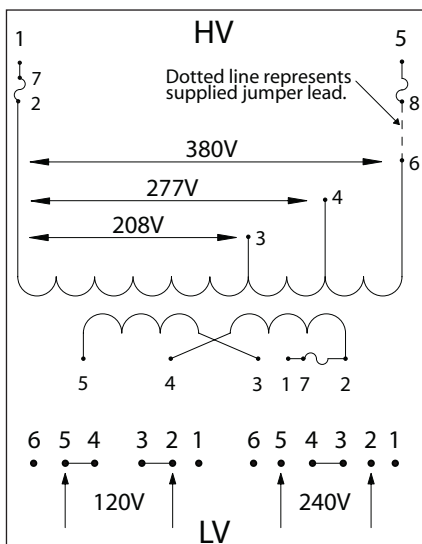 HV
1 5
7
2
Dotted line represents
supplied jumper lead.
8
380V
6
277V
4
208V
3
5 4 3 1 7 2
6 5 4 3 2 1 6 5 4 3 2 1
120V 240V
LV